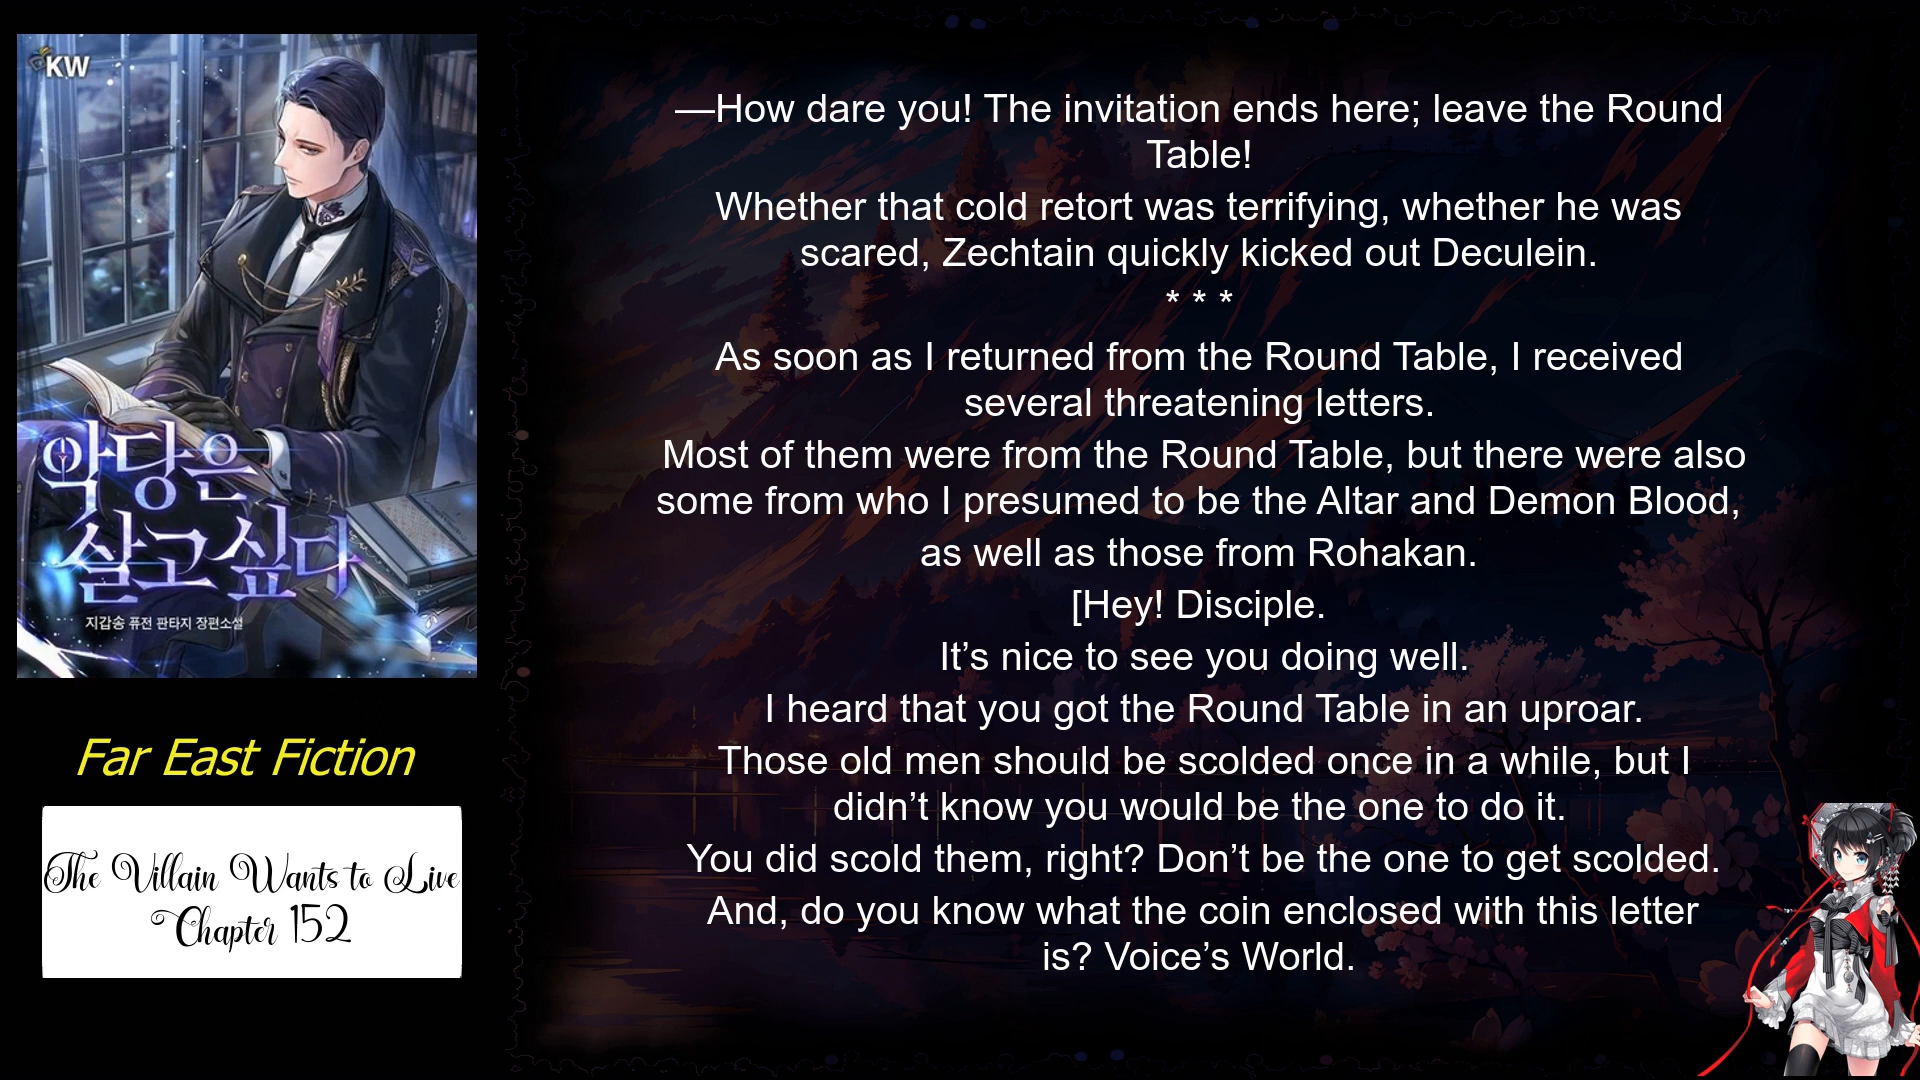 KW
악당은
살고 싶다
지갑송 퓨전 판타지 장편소설
Far East Fiction
The Villain Wants to Live
Chapter 152
—How dare you! The invitation ends here; leave the Round
Table!
Whether that cold retort was terrifying, whether he was
scared, Zechtain quickly kicked out Deculein.
* * *
As soon as I returned from the Round Table, I received
several threatening letters.
Most of them were from the Round Table, but there were also
some from who I presumed to be the Altar and Demon Blood,
as well as those from Rohakan.
[Hey! Disciple.
It’s nice to see you doing well.
I heard that you got the Round Table in an uproar.
Those old men should be scolded once in a while, but I
didn’t know you would be the one to do it.
You did scold them, right? Don’t be the one to get scolded.
And, do you know what the coin enclosed with this letter
is? Voice’s World.